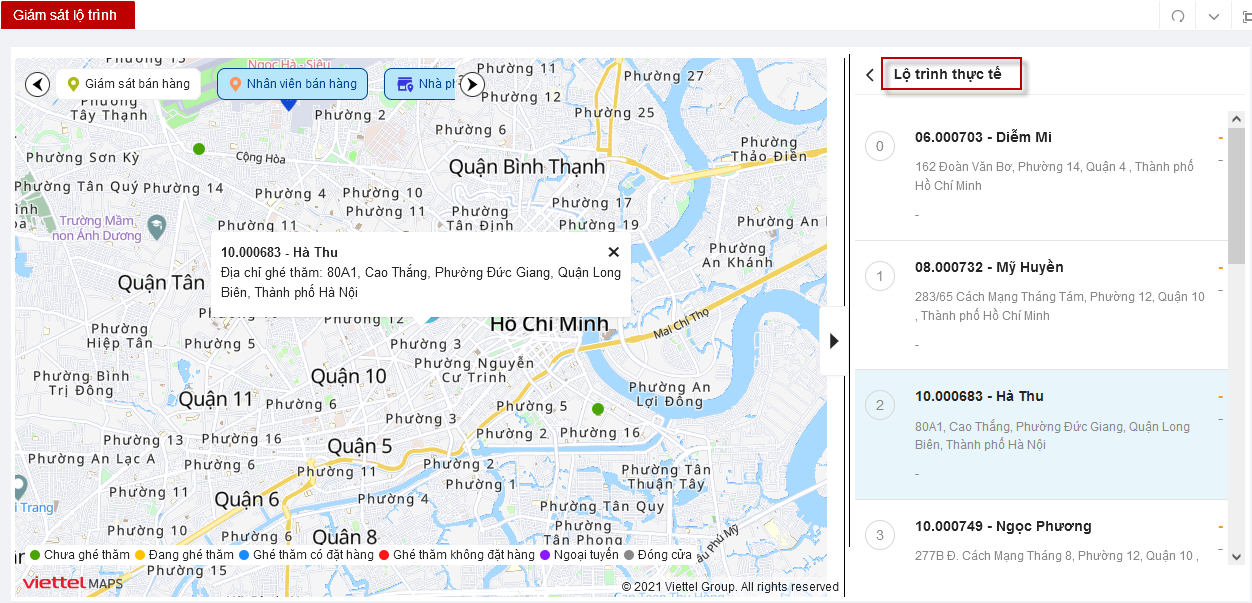 Giám sát lộ trình
Phường 13
Ngọc Hà - Siêu
Giám sát bán hàng
Nhân viên bán hàng
Nhà ph
Lộ trình thực tế
Phường 11
Phường 27
Phường 12
Phường
Tây Thạnh
Phường 2
Phường 25
Phường 6
Cộng Hòa
Phường Sơn Kỳ
Quận Bình Thạnh
Phường
Thảo Điền
Phường Tân Quý
Phường 14
Phường 4
Phường 10
Phường 17
Phường 11
Phường
Tân Định
Trường Mầm
non Ánh Dương
Phường 11
Phường 19
Phường An
Phường
An Khánh
10.000683 - Hà Thu
Địa chỉ ghé thăm: 80A1, Cao Thắng, Phường Đức Giang, Quận Long
Biên, Thành phố Hà Nội
Quận Tân
Phường 12
Hồ Chí Minh
Mai Chí Thọ
Phường
Hiệp Tân
Phường 5
Phường 3
Phường Nguyễn
Cư Trinh
Phường Bình
Trị Đông
Quận 10
Phường An
Lợi Đông
Quận 11
Phường 6
Phường 5
Phường 3
Phường 13
Phường 16
Phường 2
Phường 16
Phường
An Lạc A
Quận 5
Phường 6
Phường 11
Phường 2
Phường Tân
Thuận Tây
Phường 1
Phường 11
Quận 6
Phường 4
Phường Tân Quy
i Trang
Phường 10
Phường 6
Quận 8
Phường
Tân Phong
Chưa ghé thăm
Đang ghé thăm
Ghé thăm có đặt hàng
Ghé thăm không đặt hàng
Ngoại tuyến
Đóng cửa
Phường 15
viettel MAPS
© 2021 Viettel Group. All rights reserved
0
06.000703 - Diễm Mi
-
162 Đoàn Văn Bơ, Phường 14, Quận 4 , Thành phố
-
Hồ Chí Minh
-
1
08.000732 - Mỹ Huyền
-
283/65 Cách Mạng Tháng Tám, Phường 12, Quận 10
-
, Thành phố Hồ Chí Minh
-
2
10.000683 - Hà Thu
-
80A1, Cao Thắng, Phường Đức Giang, Quận Long
-
Biên, Thành phố Hà Nội
-
3
10.000749 - Ngọc Phương
-
277B Đ. Cách Mạng Tháng 8, Phường 12, Quận 10 ,
-